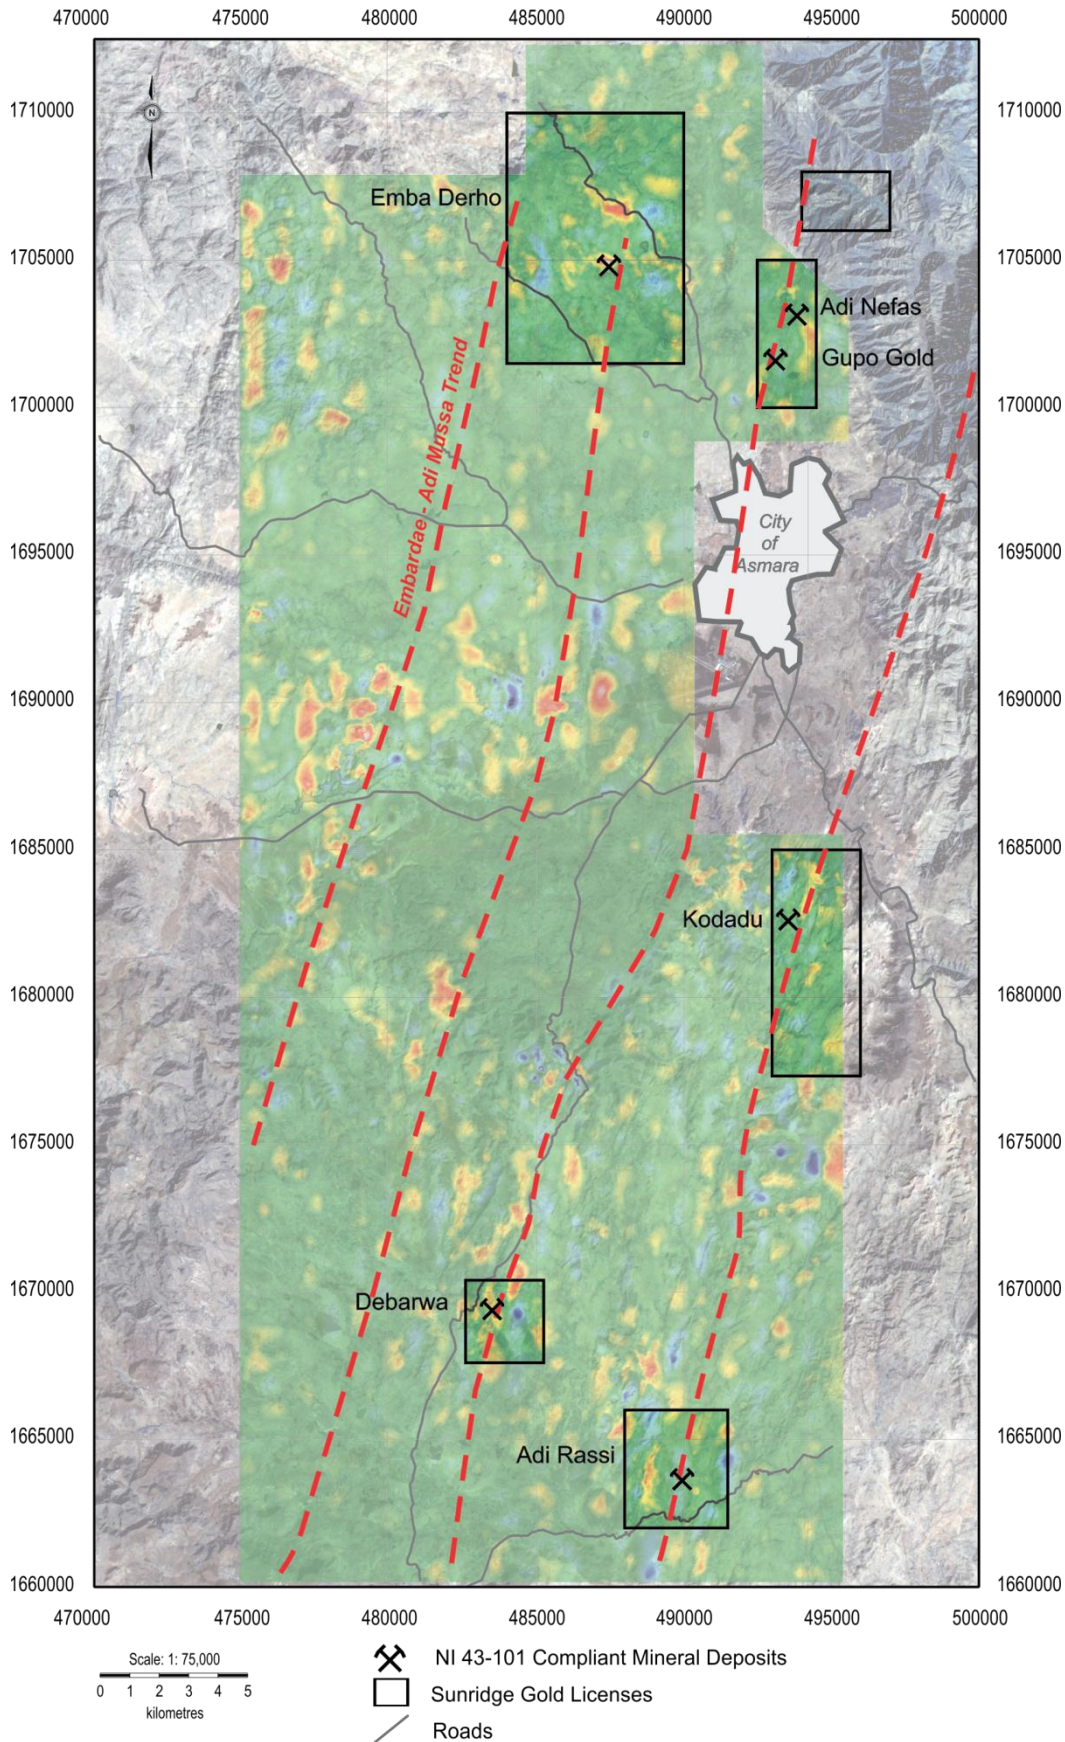 470000 475000 480000 485000 490000 495000 500000
1710000 1710000
N
Emba Derho
1705000 1705000
Adi Nefas
Gupo Gold
Embardae - Adi Mussa Trend
1700000 1700000
City
of
Asmara
1695000 1695000
1690000 1690000
1685000 1685000
Kodadu
1680000 1680000
1675000 1675000
1670000 1670000
Debarwa
1665000 1665000
Adi Rassi
1660000 1660000
470000 475000 480000 485000 490000 495000 500000
Scale: 1: 75,000
0 1 2 3 4 5
kilometres
NI 43-101 Compliant Mineral Deposits
Sunridge Gold Licenses
Roads